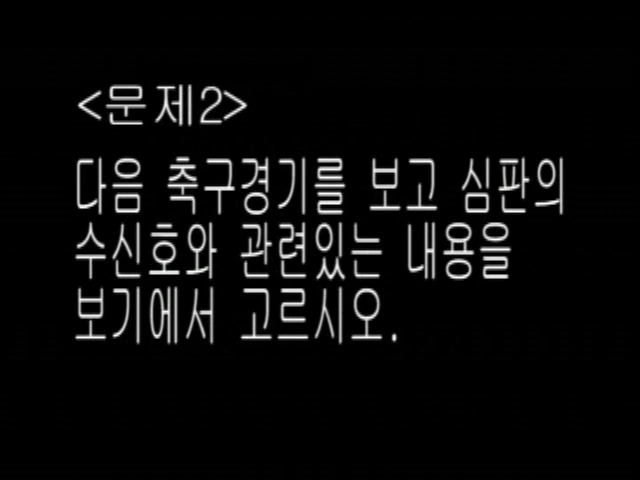 <문제2>
다음 축구경기를 보고 심판의
수신호와 관련있는 내용을
보기에서 고르시오.